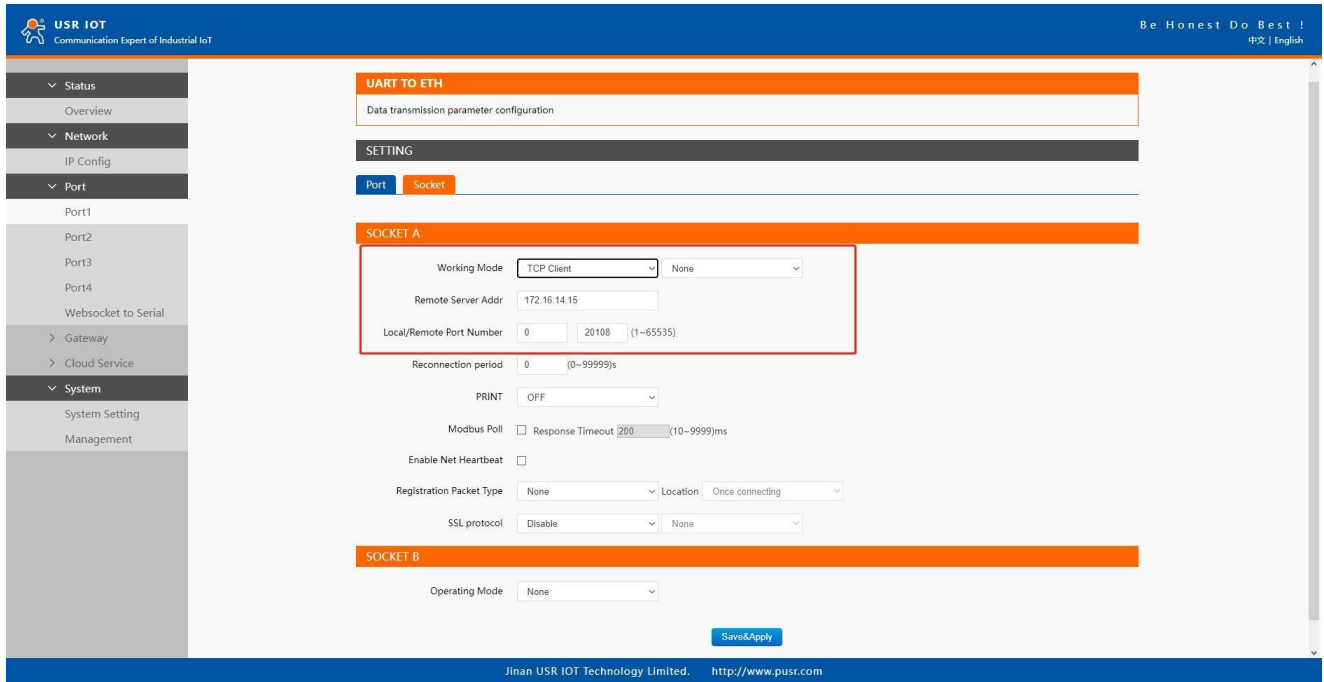 USR IOT
Communication Expert of Industrial IoT
Be Honest Do Best !
中文 | English
Status
Overview
Network
IP Config
Port
Port1
Port2
Port3
Port4
Websocket to Serial
Gateway
Cloud Service
System
System Setting
Management
UART TO ETH
Data transmission parameter configuration
SETTING
Port Socket
SOCKET A
Working Mode TCP Client None
Remote Server Addr 172.16.14.15
Local/Remote Port Number 0 20108 (1~65535)
Reconnection period 0 (0~99999)s
PRINT OFF
Modbus Poll Response Timeout 200 (10~9999)ms
Enable Net Heartbeat
Registration Packet Type None Location Once connecting
SSL protocol Disable None
SOCKET B
Operating Mode None
Save&Apply
Jinan USR IOT Technology Limited. http://www.pusr.com